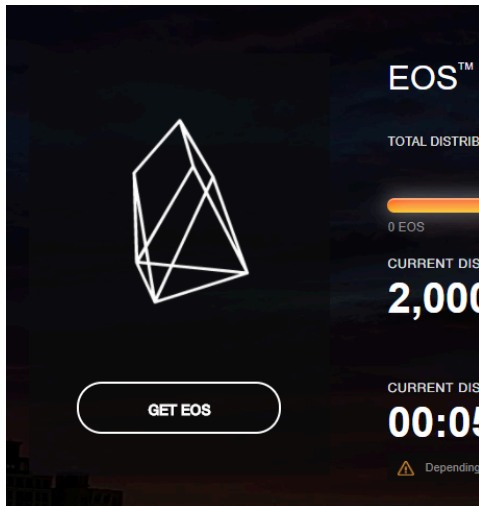 EOS™
TOTAL DISTRIB
0 EOS
CURRENT DIS
2,000
CURRENT DIS
00:05
GET EOS
Depending